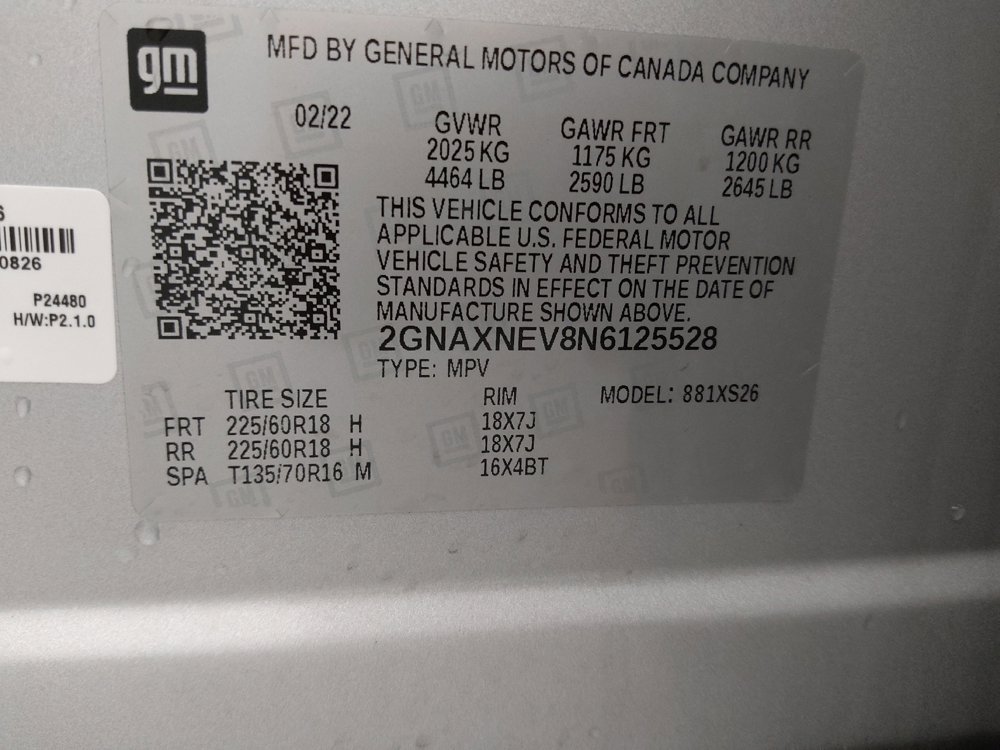 gm
MFD BY GENERAL MOTORS OF CANADA COMPANY
02/22
GVWR GAWR FRT GAWR RR
2025 KG 1175 KG 1200 KG
4464 LB 2590 LB 2645 LB
THIS VEHICLE CONFORMS TO ALL
APPLICABLE U.S. FEDERAL MOTOR
VEHICLE SAFETY AND THEFT PREVENTION
STANDARDS IN EFFECT ON THE DATE OF
MANUFACTURE SHOWN ABOVE.
2GNAXNEV8N6125528
TYPE: MPV
TIRE SIZE RIM MODEL: 881XS26
FRT 225/60R18 H 18X7J
RR 225/60R18 H 18X7J
SPA T135/70R16 M 16X4BT
0826
P24480
H/W:P2.1.0